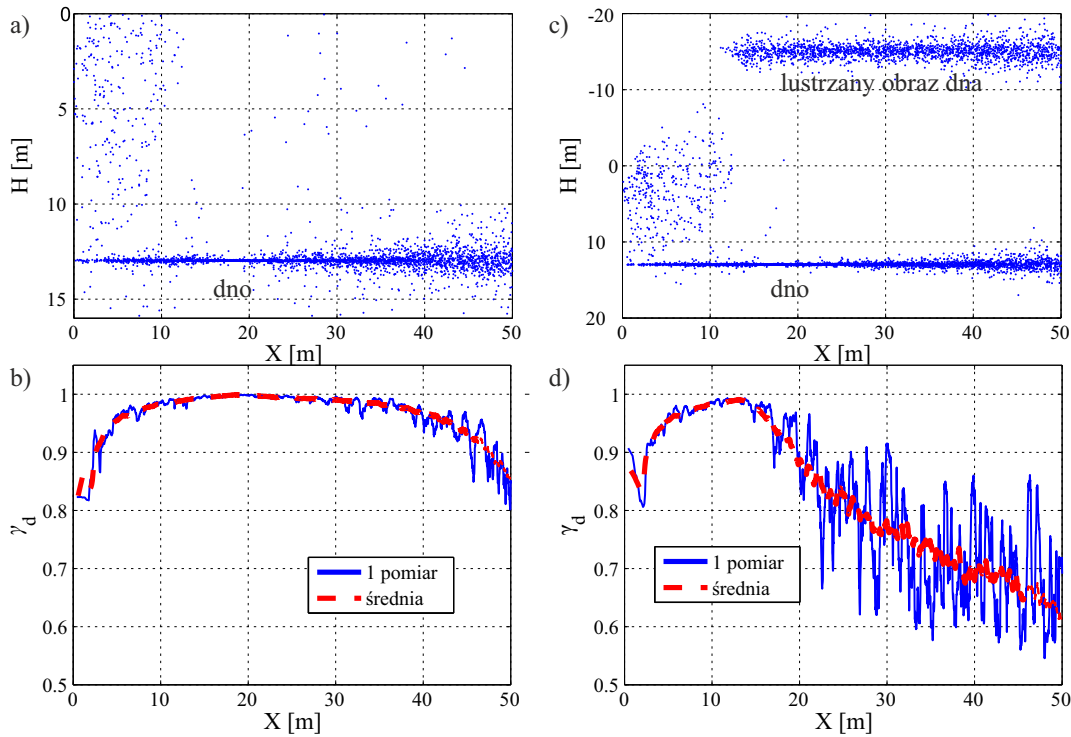 a)
0
5
10
15
H [m]
dno
0 10 20 30 40 50
X [m]
c)
-20
-10
0
10
20
H [m]
lustrzany obraz dna
dno
0 10 20 30 40 50
X [m]
b)
1
0.9
0.8
0.7
0.6
0.5
γ_d
1 pomiar
średnia
0 10 20 30 40 50
X [m]
d)
1
0.9
0.8
0.7
0.6
0.5
γ_d
1 pomiar
średnia
0 10 20 30 40 50
X [m]